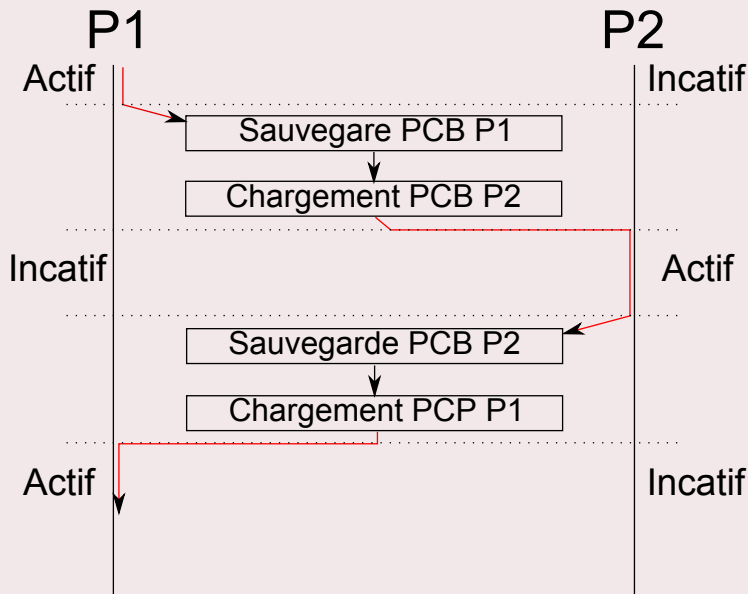 P1 P2
Actif Incatif
Sauvegare PCB P1
Chargement PCB P2
Incatif Actif
Sauvegarde PCB P2
Chargement PCP P1
Actif Incatif